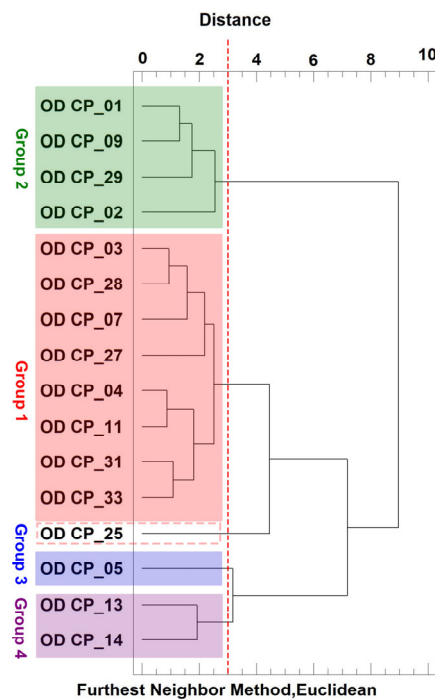 Distance
0 2 4 6 8 10
Group 2
OD CP_01
OD CP_09
OD CP_29
OD CP_02
Group 1
OD CP_03
OD CP_28
OD CP_07
OD CP_27
OD CP_04
OD CP_11
OD CP_31
OD CP_33
OD CP_25
Group 3
OD CP_05
Group 4
OD CP_13
OD CP_14
Furthest Neighbor Method,Euclidean